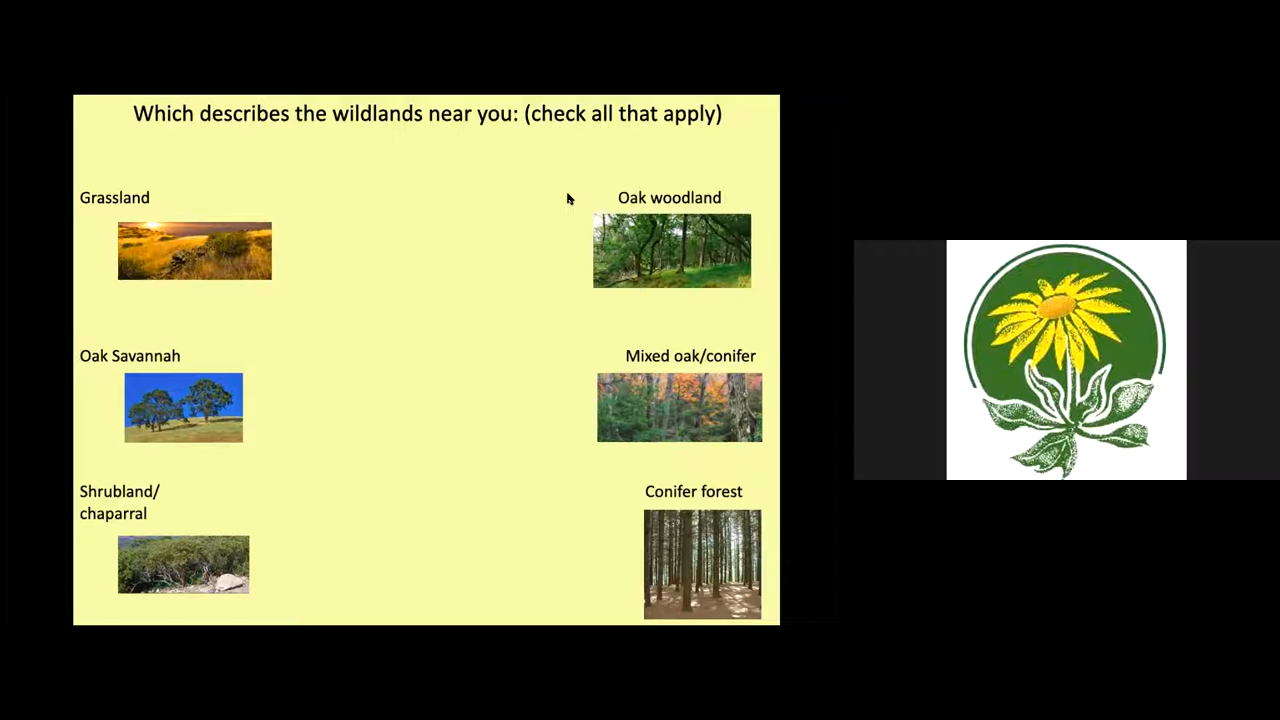 Which describes the wildlands near you: (check all that apply)
Grassland
Oak woodland
Oak Savannah
Mixed oak/conifer
Shrubland/
chaparral
Conifer forest